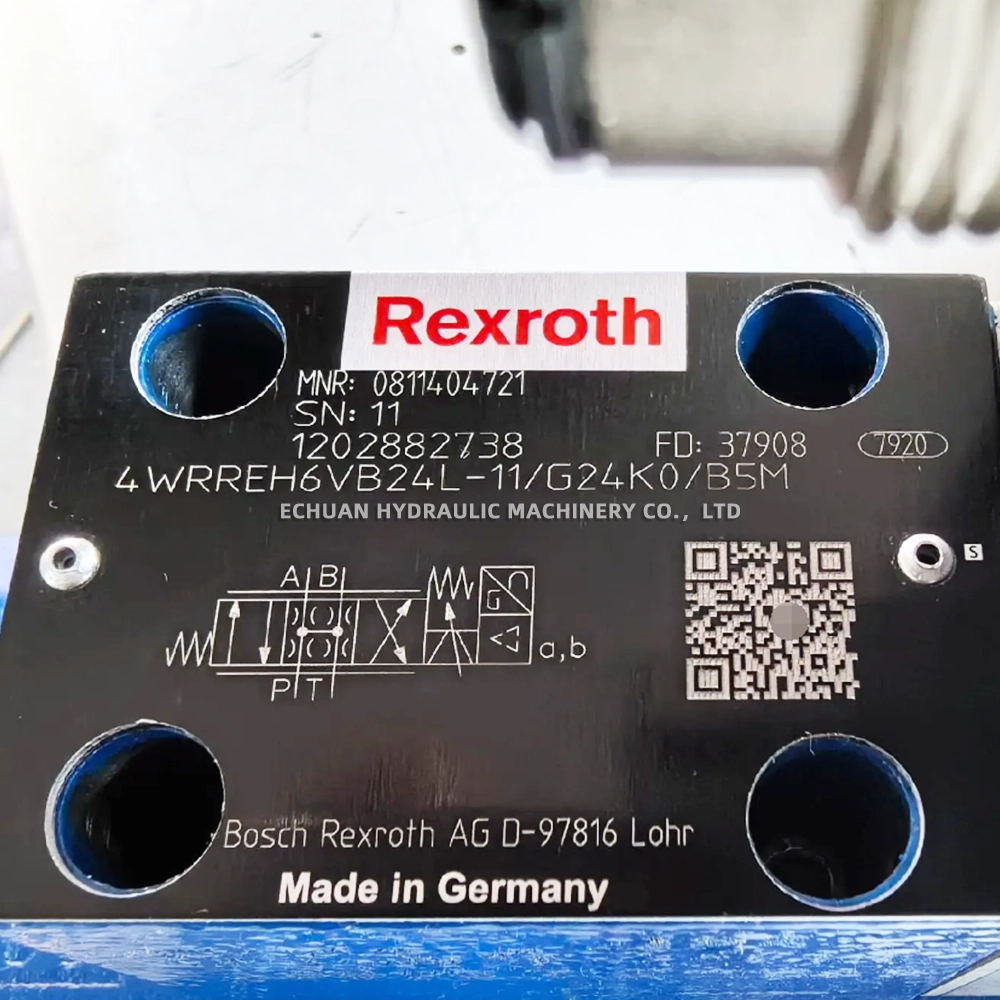 Rexroth
MNR: 0811404721
SN: 11
1202882738 FD: 37908 7920
4WRREH6VB24L-11/G24K0/B5M
ECHUAN HYDRAULIC MACHINERY CO., LTD
S
A B
G
a,b
P T
Bosch Rexroth AG D-97816 Lohr
Made in Germany